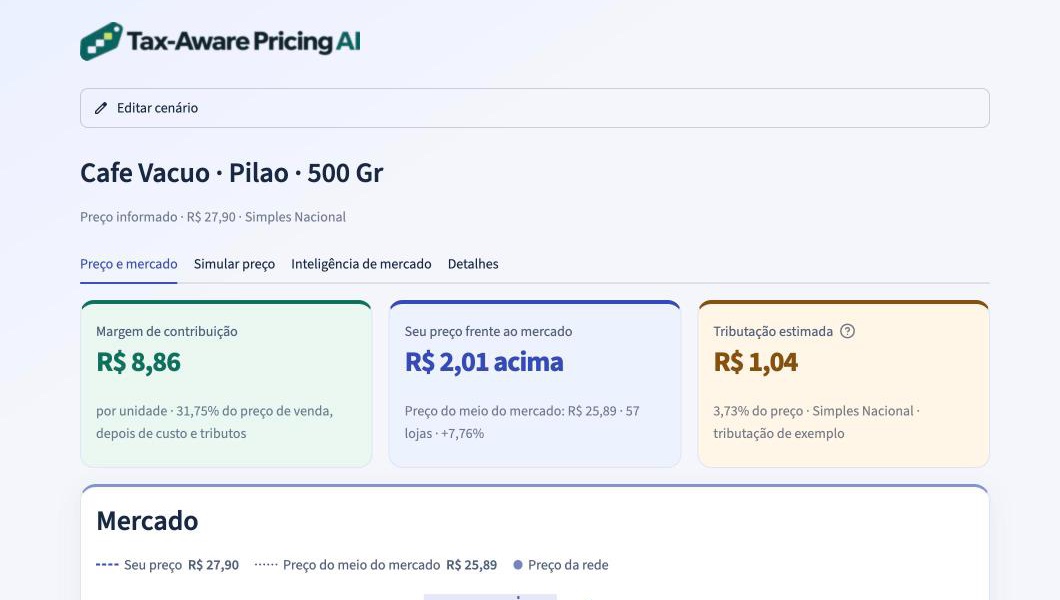 Tax-Aware Pricing AI
Editar cenário
Cafe Vacuo · Pilao · 500 Gr
Preço informado · R$ 27,90 · Simples Nacional
Preço e mercado Simular preço Inteligência de mercado Detalhes
Margem de contribuição
R$ 8,86
por unidade · 31,75% do preço de venda,
depois de custo e tributos
Seu preço frente ao mercado
R$ 2,01 acima
Preço do meio do mercado: R$ 25,89 · 57
lojas · +7,76%
Tributação estimada ?
R$ 1,04
3,73% do preço · Simples Nacional ·
tributação de exemplo
Mercado
Seu preço R$ 27,90 Preço do meio do mercado R$ 25,89 Preço da rede